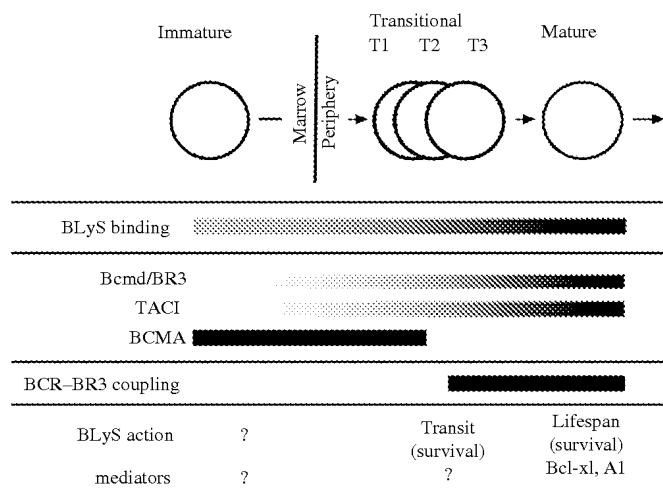 Immature
Transitional
T1 T2 T3
Mature
Marrow
Periphery
BLyS binding
Bcmd/BR3
TACI
BCMA
BCR–BR3 coupling
BLyS action ? Transit (survival) Lifespan (survival)
mediators ? ? Bcl-xl, A1